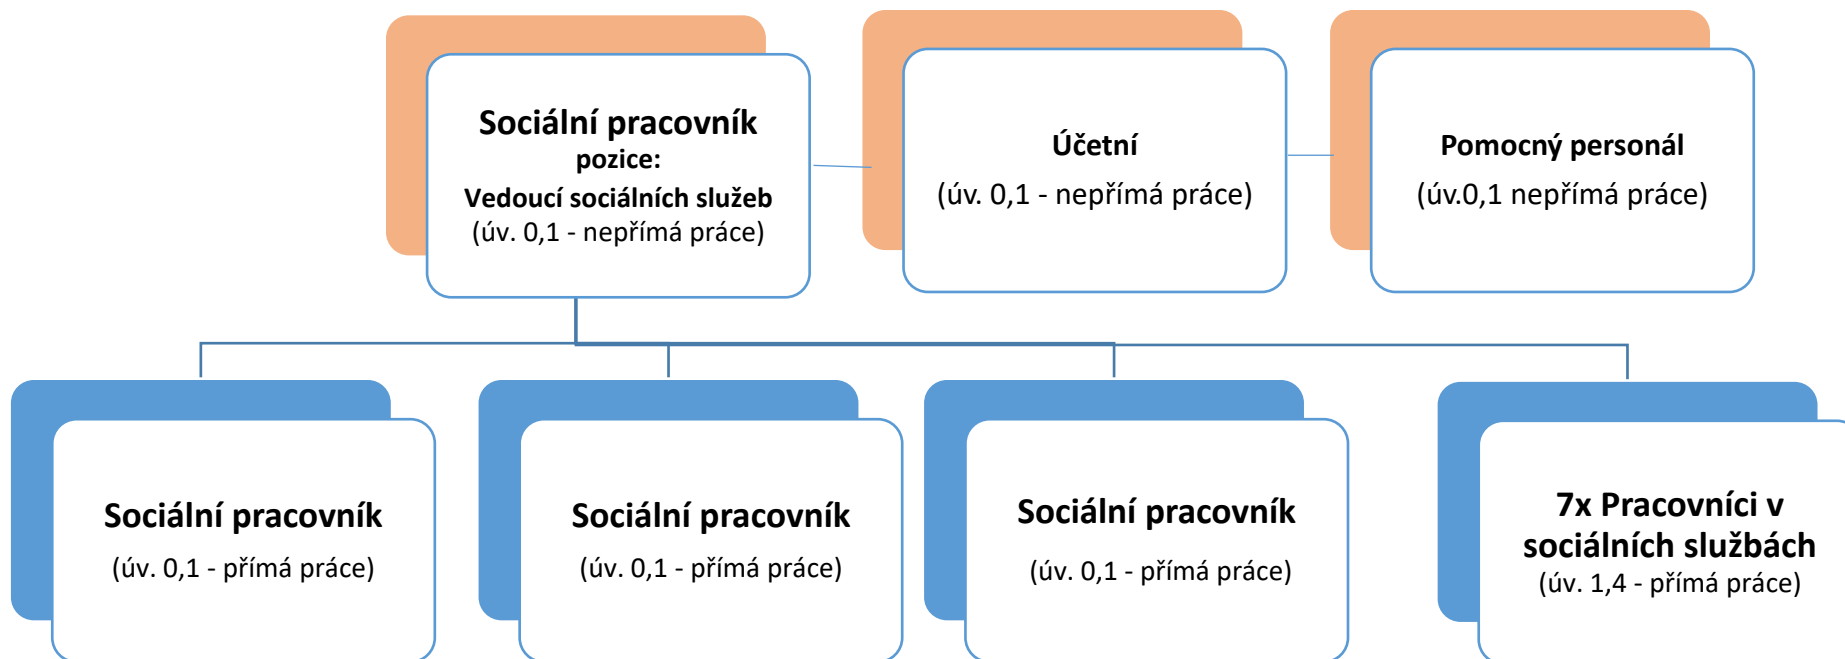 Sociální pracovník
pozice:
Vedoucí sociálních služeb
(úv. 0,1 - nepřímá práce)
Účetní
(úv. 0,1 - nepřímá práce)
Pomocný personál
(úv.0,1 nepřímá práce)
Sociální pracovník
(úv. 0,1 - přímá práce)
Sociální pracovník
(úv. 0,1 - přímá práce)
Sociální pracovník
(úv. 0,1 - přímá práce)
7x Pracovníci v
sociálních službách
(úv. 1,4 - přímá práce)